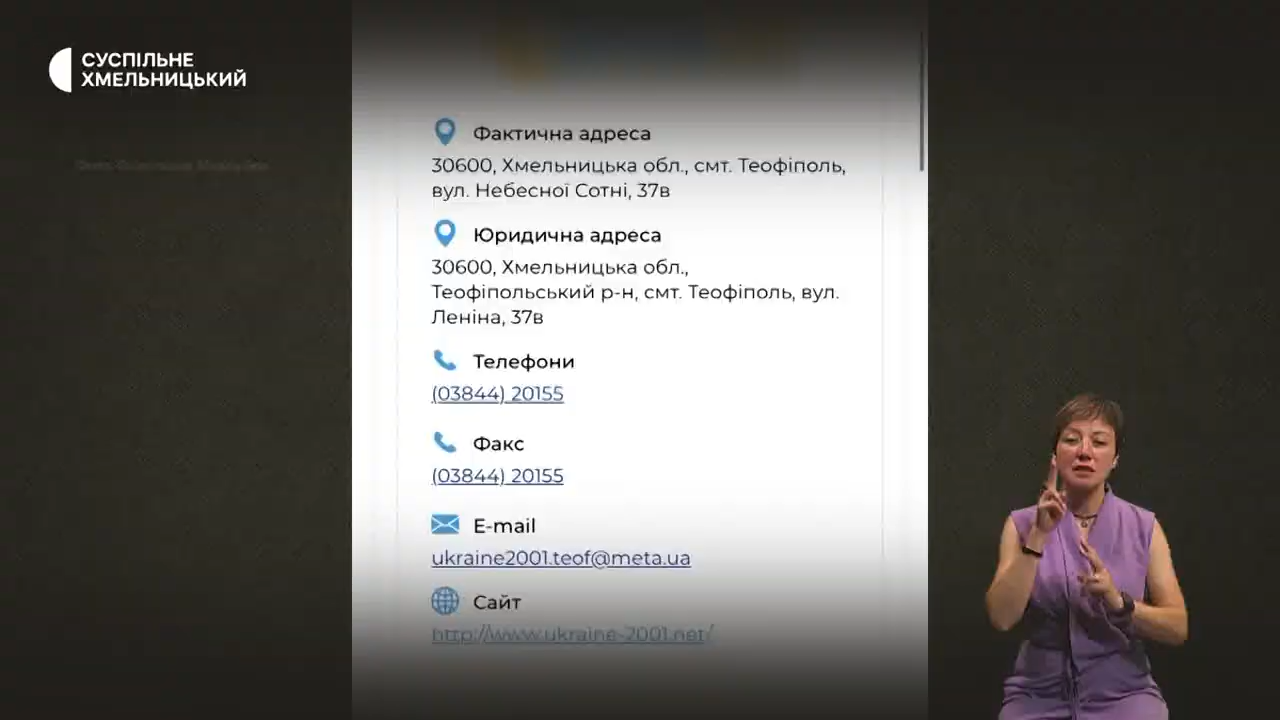 СУСПІЛЬНЕ
ХМЕЛЬНИЦЬКИЙ
Фактична адреса
30600, Хмельницька обл., смт. Теофіполь,
вул. Небесної Сотні, 37в
Юридична адреса
30600, Хмельницька обл.,
Теофіпольський р-н, смт. Теофіполь, вул.
Леніна, 37в
Телефони
(03844) 20155
Факс
(03844) 20155
E-mail
ukraine2001.teof@meta.ua
Сайт
http://www.ukraine-2001.net/